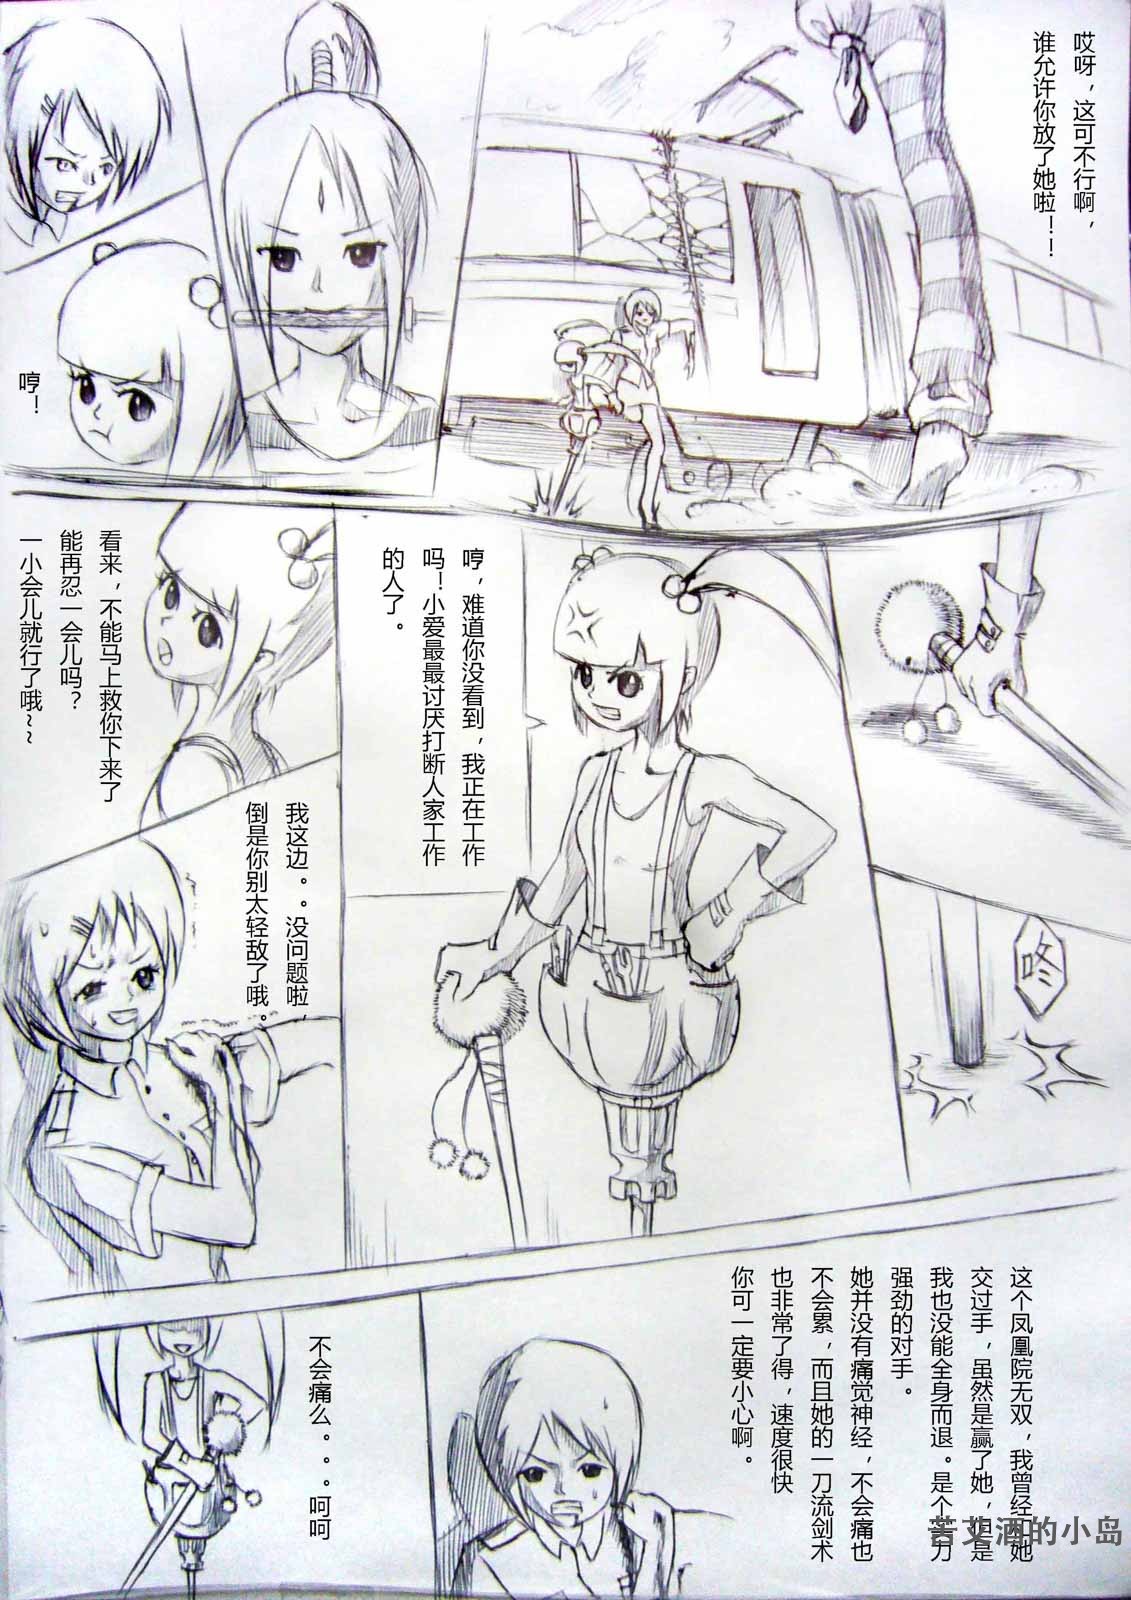 哎呀，这可不行啊，
谁允许你放了她啦！！
哼！
哼，难道你没看到，我正在工作
吗！小爱最最讨厌打断人家工作
的人了。
咚
看来，不能马上救你下来了
能再忍一会儿吗？
一小会儿就行了哦~~
我这边。。没问题啦，
倒是你别太轻敌了哦。
这个凤凰院无双，我曾经和她
交过手，虽然是赢了她，但是
我也没能全身而退。是个实力
强劲的对手。
她并没有痛觉神经，不会痛也
不会累，而且她的一刀流剑术
也非常了得，速度很快
你可一定要小心啊。
不会痛么。。。呵呵
苦艾酒的小岛